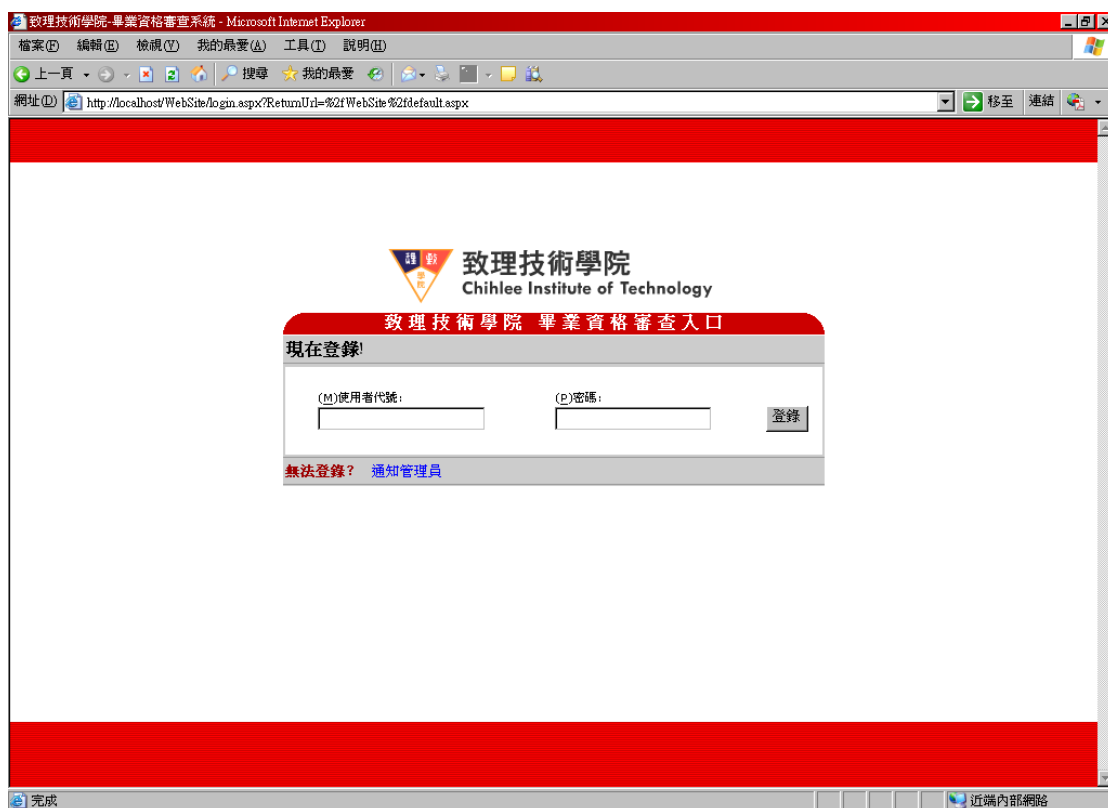 致理技術學院-畢業資格審查系統 - Microsoft Internet Explorer
檔案(F) 編輯(E) 檢視(V) 我的最愛(A) 工具(T) 說明(H)
上一頁 搜尋 我的最愛
網址(D) http://localhost/WebSite/login.aspx?ReturnUrl=%2fWebSite%2fdefault.aspx 移至 連結
致理技術學院
Chihlee Institute of Technology
致理技術學院 畢業資格審查入口
現在登錄!
(M)使用者代號: (P)密碼:
登錄
無法登錄? 通知管理員
完成 近端內部網路